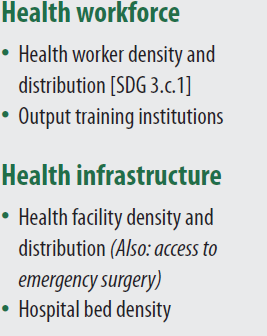 Health workforce
• Health worker density and
distribution [SDG 3.c.1]
• Output training institutions
Health infrastructure
• Health facility density and
distribution (Also: access to
emergency surgery)
• Hospital bed density